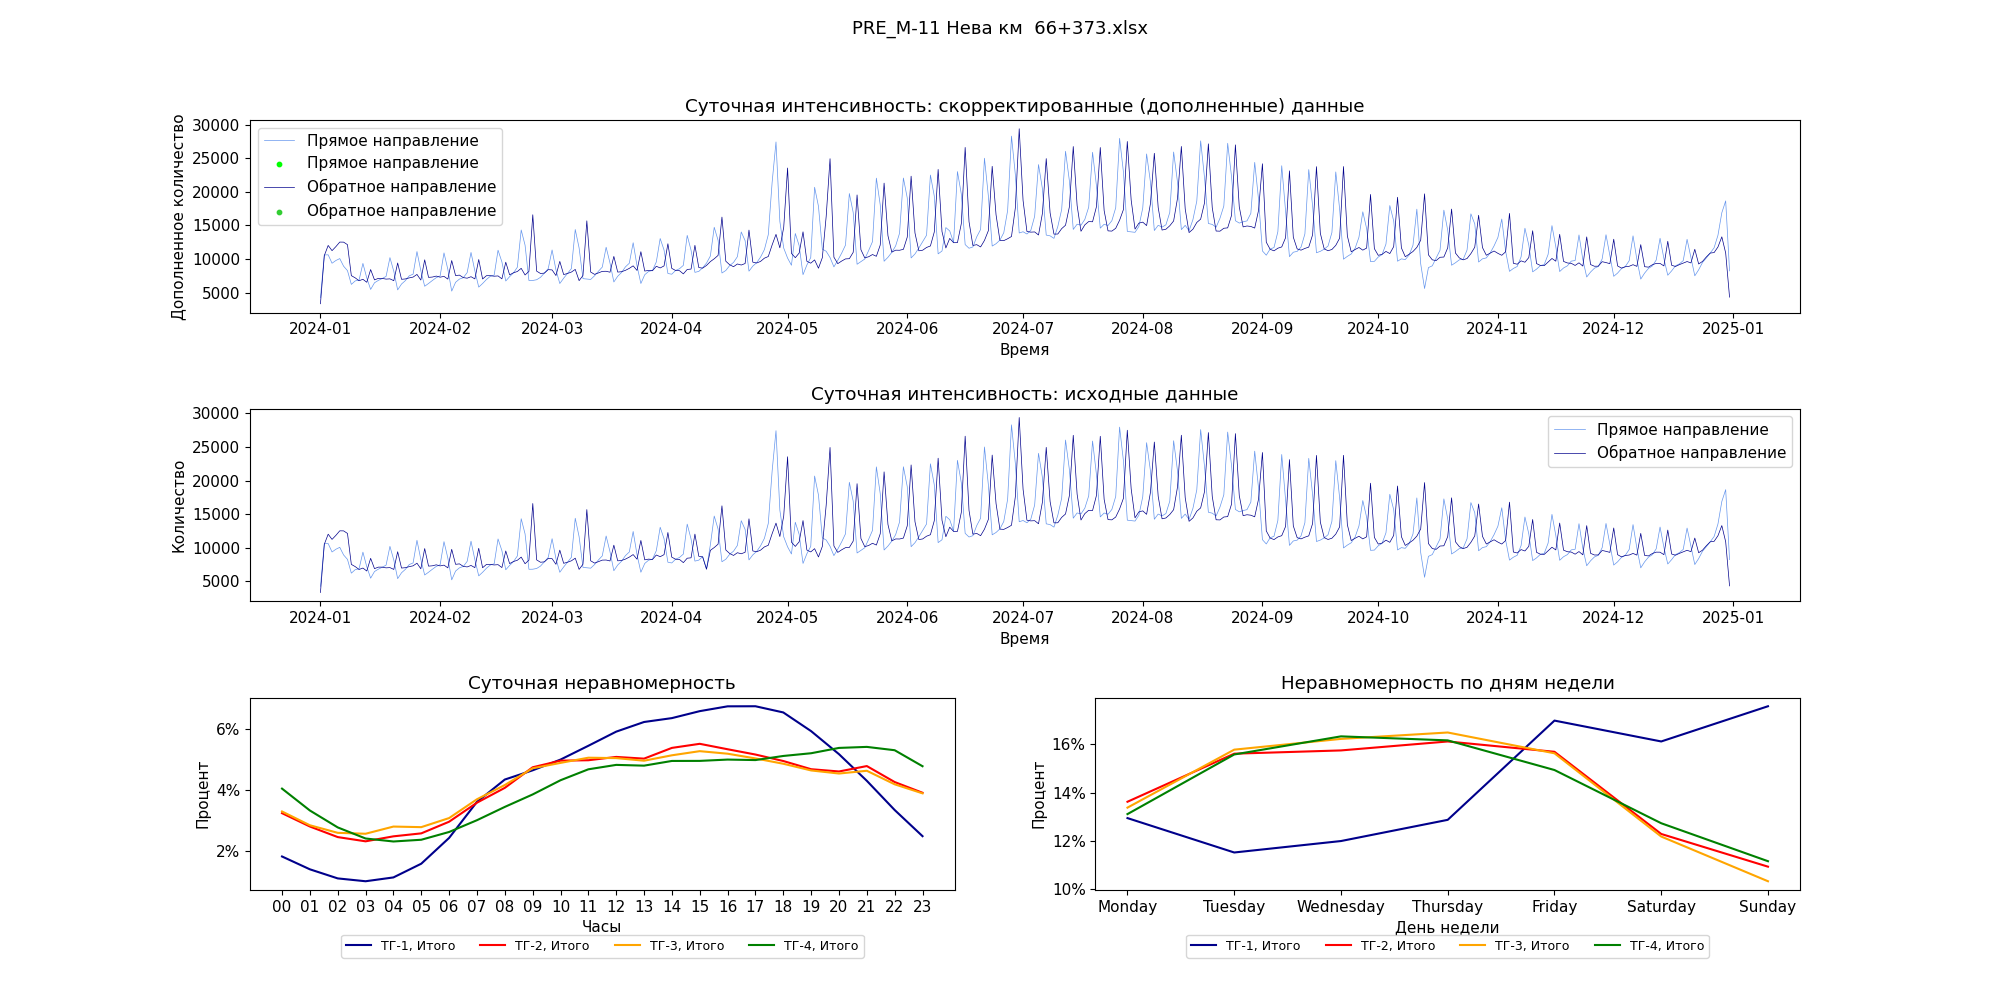 PRE_М-11 Нева км  66+373.xlsx
Суточная интенсивность: скорректированные (дополненные) данные
Дополненное количество
30000
25000
20000
15000
10000
5000
Прямое направление
Прямое направление
Обратное направление
Обратное направление
2024-01 2024-02 2024-03 2024-04 2024-05 2024-06 2024-07 2024-08 2024-09 2024-10 2024-11 2024-12 2025-01
Время
Суточная интенсивность: исходные данные
Количество
30000
25000
20000
15000
10000
5000
Прямое направление
Обратное направление
2024-01 2024-02 2024-03 2024-04 2024-05 2024-06 2024-07 2024-08 2024-09 2024-10 2024-11 2024-12 2025-01
Время
Суточная неравномерность
Процент
6%
4%
2%
00 01 02 03 04 05 06 07 08 09 10 11 12 13 14 15 16 17 18 19 20 21 22 23
Часы
ТГ-1, Итого ТГ-2, Итого ТГ-3, Итого ТГ-4, Итого
Неравномерность по дням недели
Процент
16%
14%
12%
10%
Monday Tuesday Wednesday Thursday Friday Saturday Sunday
День недели
ТГ-1, Итого ТГ-2, Итого ТГ-3, Итого ТГ-4, Итого